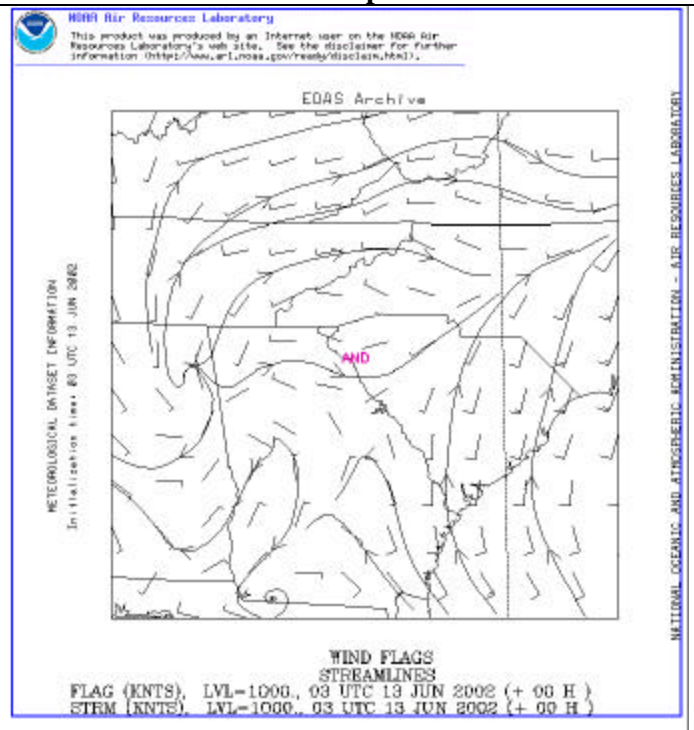 NOAA Air Resources Laboratory
This product was produced by an Internet user on the NOAA Air
Resources Laboratory's web site. See the disclaimer for further
information (http://www.arl.noaa.gov/ready/disclaim.html).
EDAS Archive
METEOROLOGICAL DATASET INFORMATION
Initialization time: 03 UTC 13 JUN 2002
AND
NATIONAL OCEANIC AND ATMOSPHERIC ADMINISTRATION - AIR RESOURCES LABORATORY
WIND FLAGS
STREAMLINES
FLAG (KNTS), LVL=1000., 03 UTC 13 JUN 2002 (+ 00 H )
STRM (KNTS), LVL=1000., 03 UTC 13 JUN 2002 (+ 00 H )